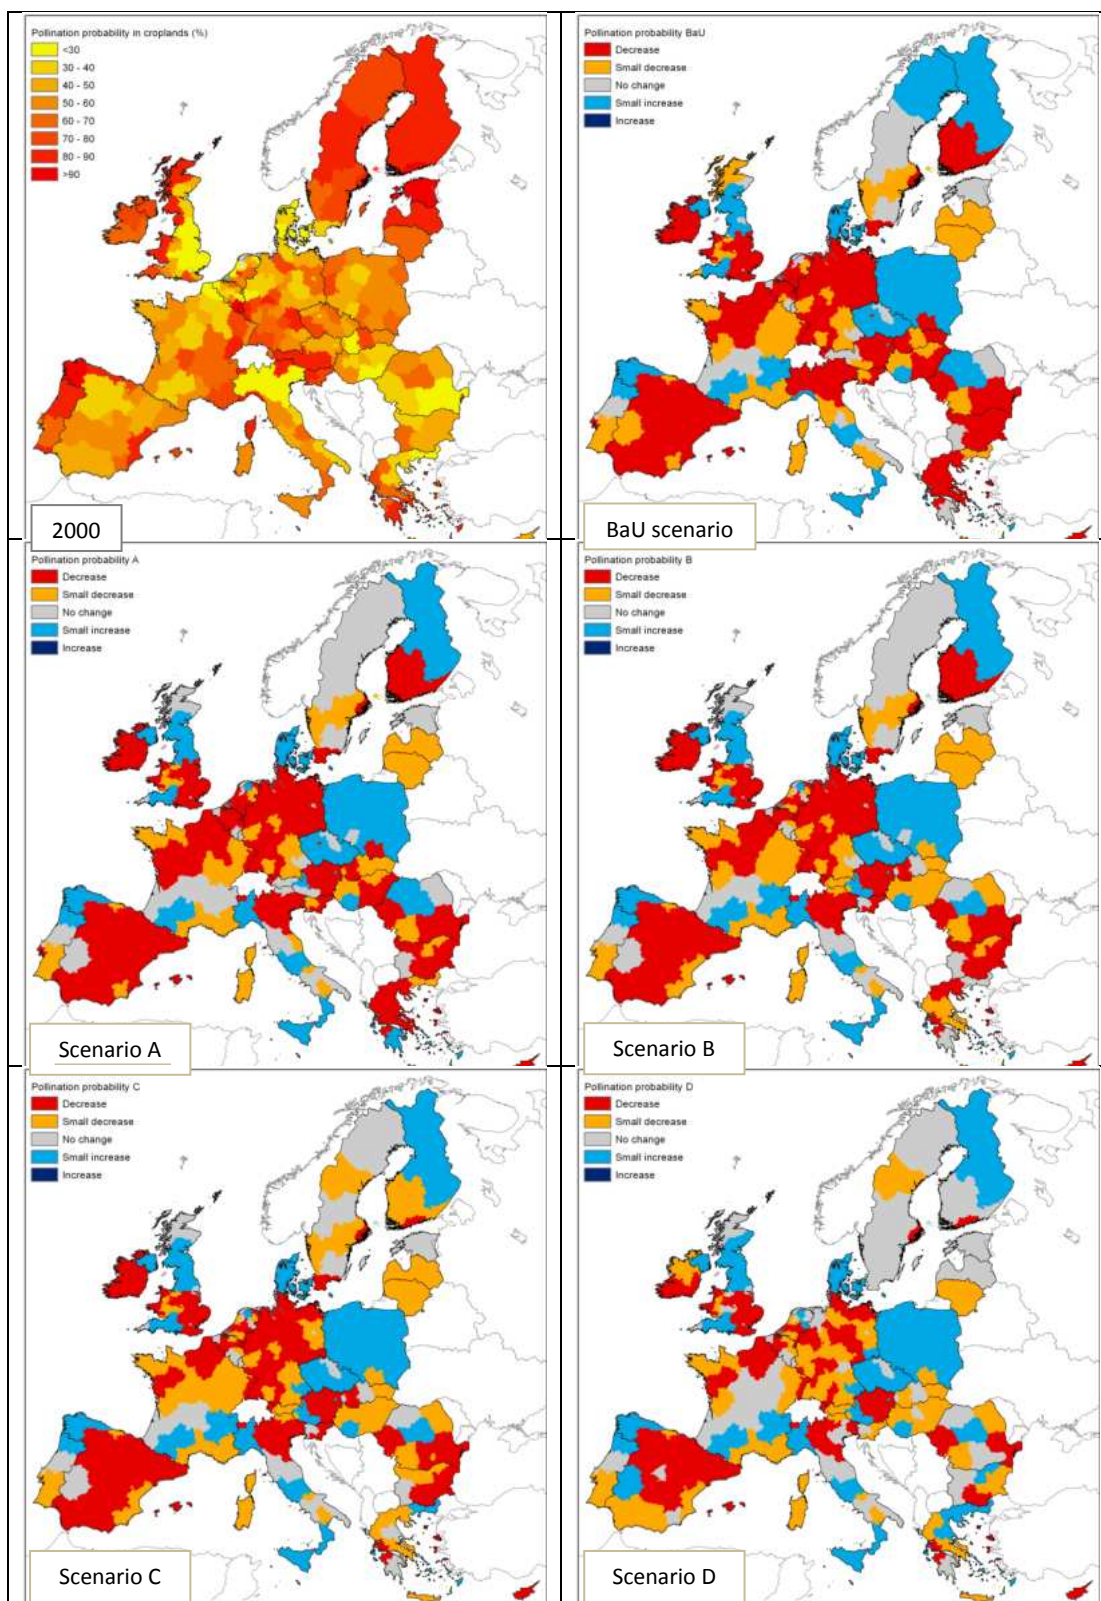 Pollination probability in croplands (%)
<30
30 - 40
40 - 50
50 - 60
60 - 70
70 - 80
80 - 90
>90
2000
Pollination probability BaU
Decrease
Small decrease
No change
Small increase
Increase
BaU scenario
Pollination probability A
Decrease
Small decrease
No change
Small increase
Increase
Scenario A
Pollination probability B
Decrease
Small decrease
No change
Small increase
Increase
Scenario B
Pollination probability C
Decrease
Small decrease
No change
Small increase
Increase
Scenario C
Pollination probability D
Decrease
Small decrease
No change
Small increase
Increase
Scenario D